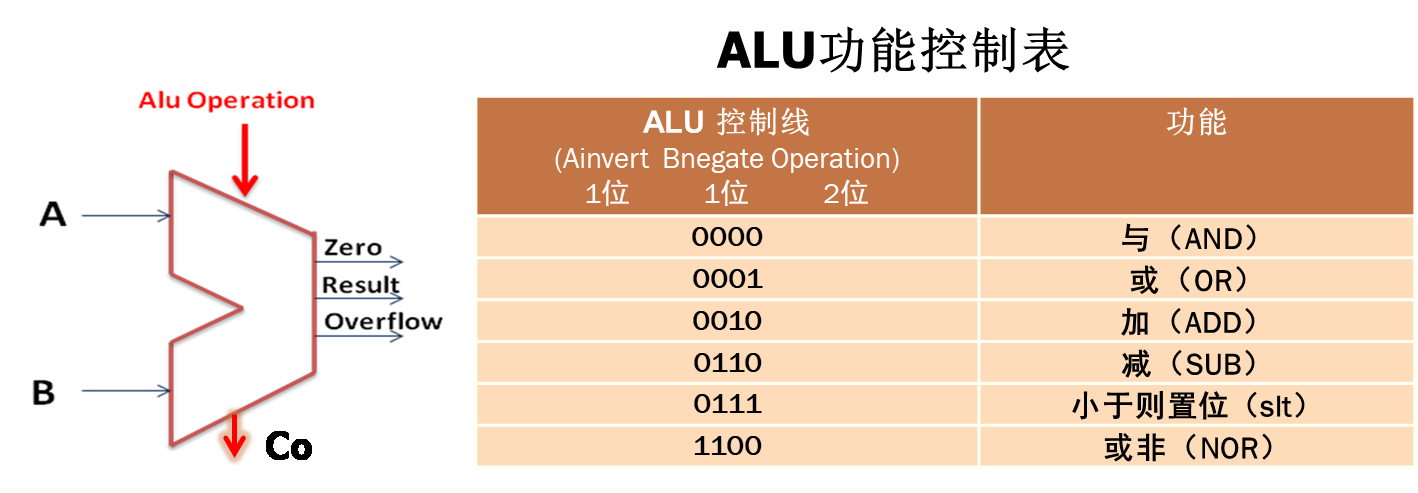 ALU功能控制表
Alu Operation
A
B
Zero
Result
Overflow
Co
ALU 控制线 功能
(Ainvert Bnegate Operation)
1位 1位 2位
0000 与（AND）
0001 或（OR）
0010 加（ADD）
0110 减（SUB）
0111 小于则置位（slt）
1100 或非（NOR）